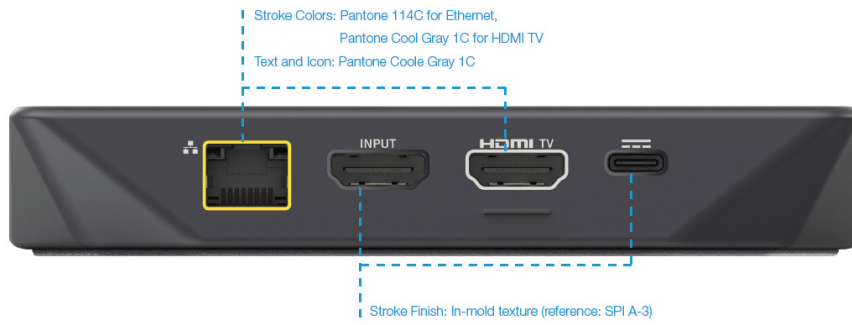 Stroke Colors: Pantone 114C for Ethernet,
Pantone Cool Gray 1C for HDMI TV
Text and Icon: Pantone Coole Gray 1C
INPUT
HDMI TV
Stroke Finish: In-mold texture (reference: SPI A-3)